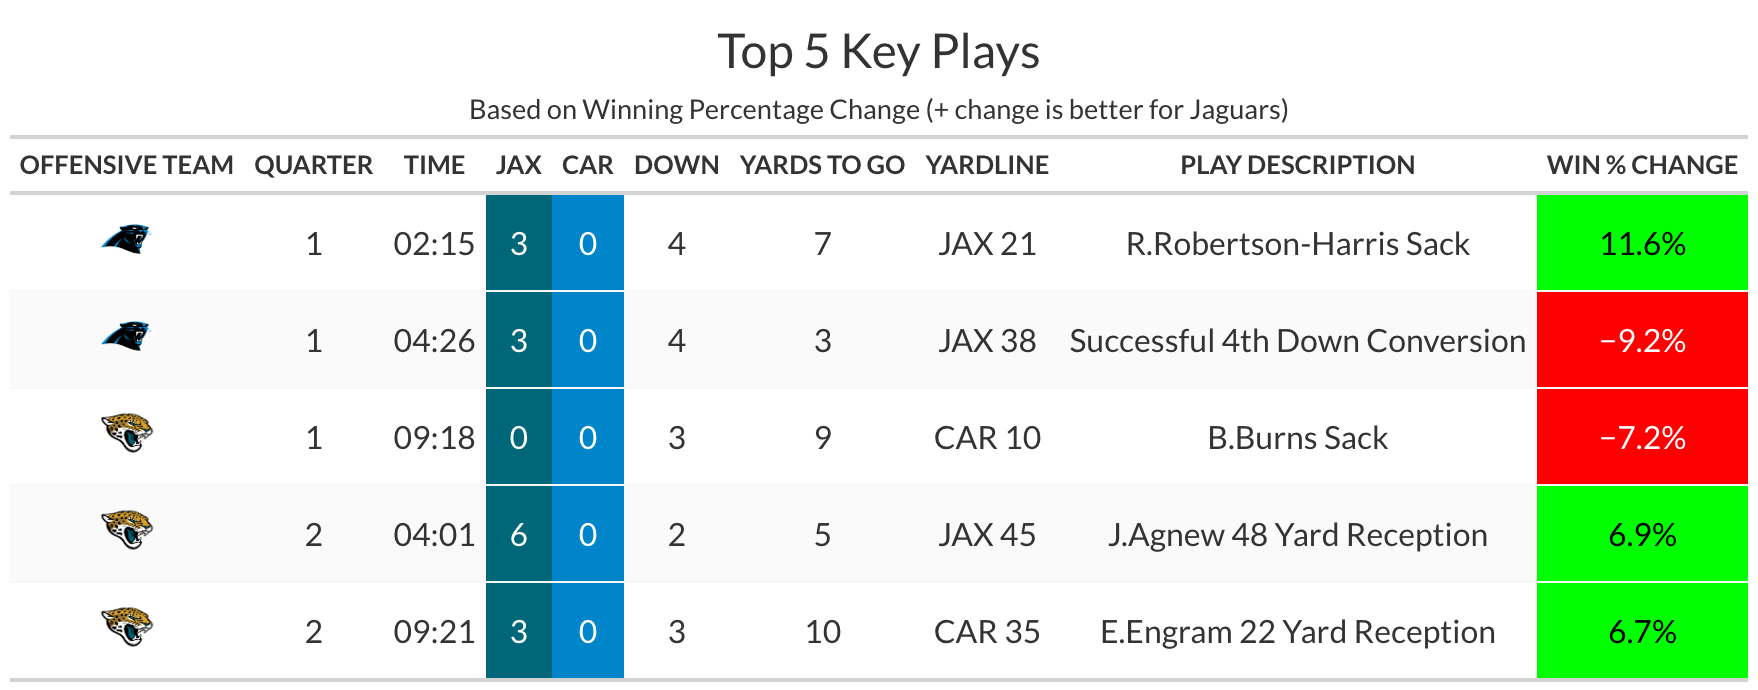 Top 5 Key Plays
Based on Winning Percentage Change (+ change is better for Jaguars)
OFFENSIVE TEAM QUARTER TIME JAX CAR DOWN YARDS TO GO YARDLINE PLAY DESCRIPTION WIN % CHANGE
1 02:15 3 0 4 7 JAX 21 R.Robertson-Harris Sack 11.6%
1 04:26 3 0 4 3 JAX 38 Successful 4th Down Conversion −9.2%
1 09:18 0 0 3 9 CAR 10 B.Burns Sack −7.2%
2 04:01 6 0 2 5 JAX 45 J.Agnew 48 Yard Reception 6.9%
2 09:21 3 0 3 10 CAR 35 E.Engram 22 Yard Reception 6.7%